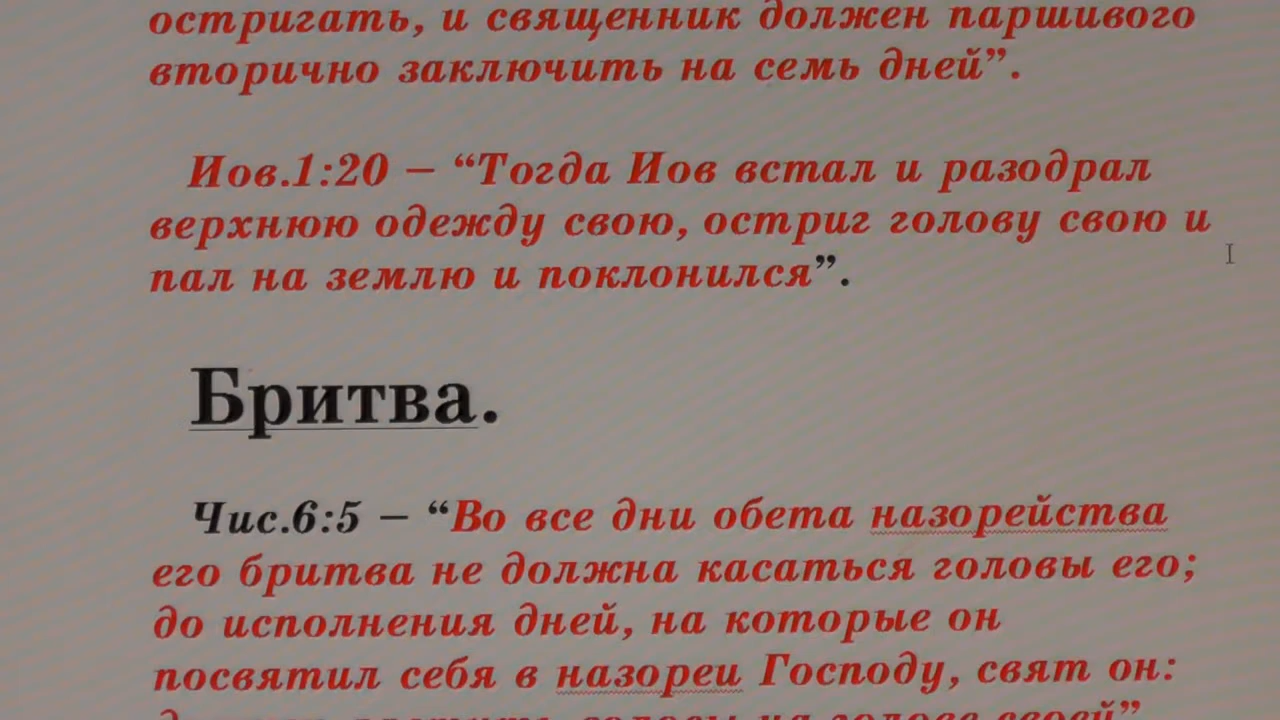 остригать, и священник должен паршивого
вторично заключить на семь дней”.
Иов.1:20 – “Тогда Иов встал и разодрал
верхнюю одежду свою, остриг голову свою и
пал на землю и поклонился”.
Бритва.
Чис.6:5 – “Во все дни обета назорейства
его бритва не должна касаться головы его;
до исполнения дней, на которые он
посвятил себя в назореи Господу, свят он:
голове своей”